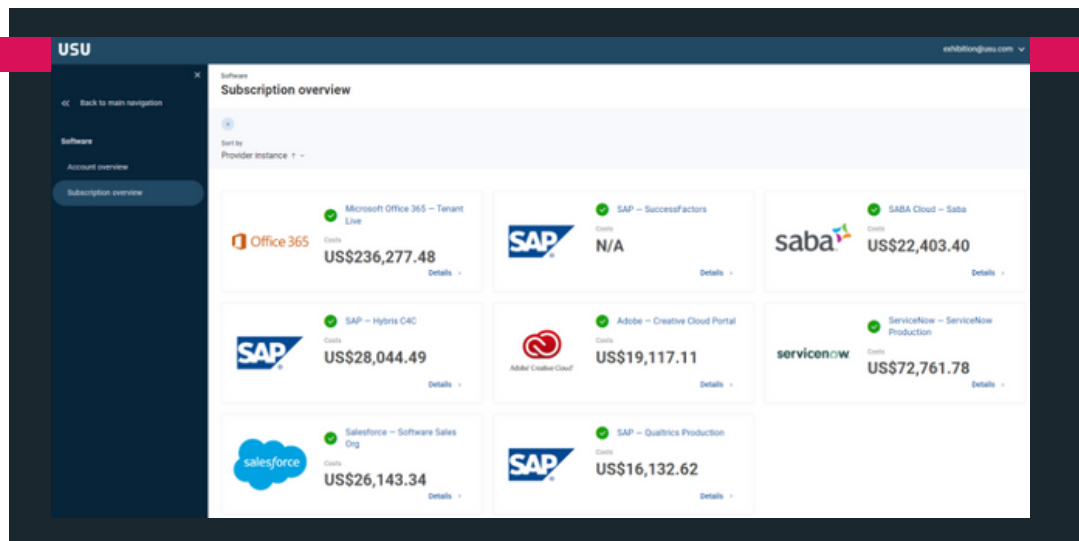 USU
exhibition@usu.com
Back to main navigation
Software
Account overview
Subscription overview
Software
Subscription overview
Sort by
Provider instance ↑
Office 365
Microsoft Office 365 – Tenant
Live
Costs
US$236,277.48
Details
SAP
SAP – SuccessFactors
Costs
N/A
Details
saba
SABA Cloud – Saba
Costs
US$22,403.40
Details
SAP
SAP – Hybris C4C
Costs
US$28,044.49
Details
Adobe Creative Cloud
Adobe – Creative Cloud Portal
Costs
US$19,117.11
Details
servicenow
ServiceNow – ServiceNow
Production
Costs
US$72,761.78
Details
salesforce
Salesforce – Software Sales
Org
Costs
US$26,143.34
Details
SAP
SAP – Qualtrics Production
Costs
US$16,132.62
Details